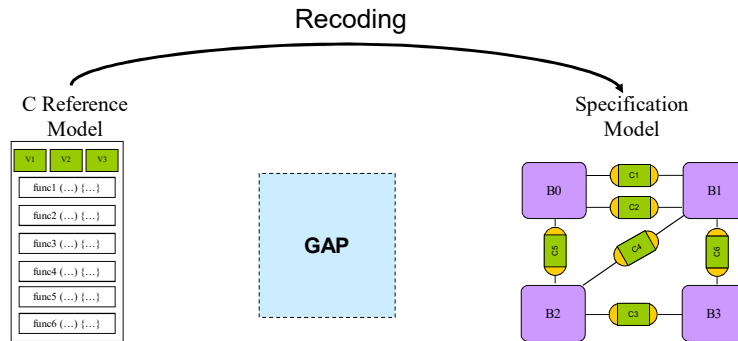 Recoding
C Reference
Model
V1 V2 V3
func1 (…) {…}
func2 (…) {…}
func3 (…) {…}
func4 (…) {…}
func5 (…) {…}
func6 (…) {…}
GAP
Specification
Model
B0 C1 B1
C2
C5 C4 C6
B2 C3 B3